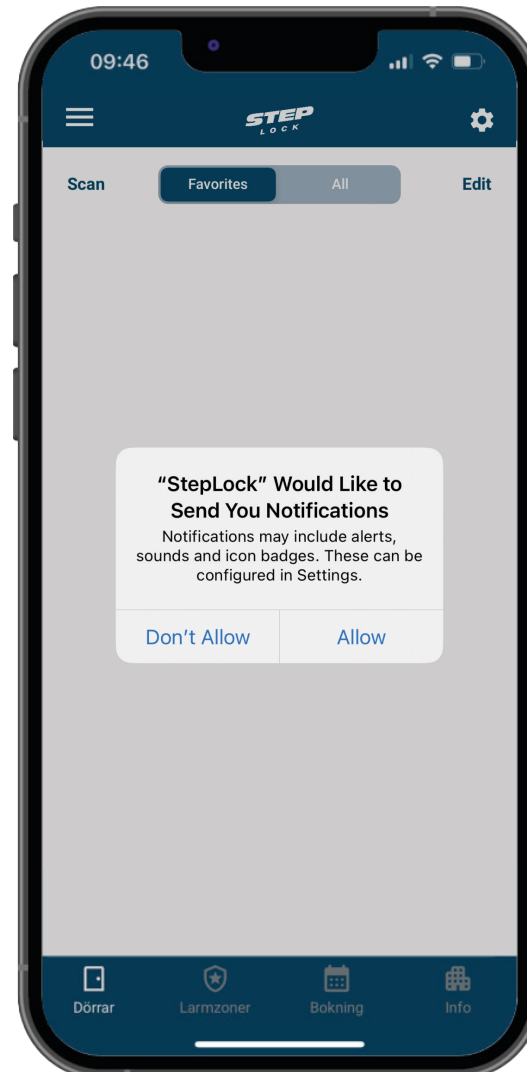 09:46
STEP
LOCK
Scan Favorites All Edit
“StepLock” Would Like to
Send You Notifications
Notifications may include alerts,
sounds and icon badges. These can be
configured in Settings.
Don’t Allow Allow
Dörrar Larmzoner Bokning Info